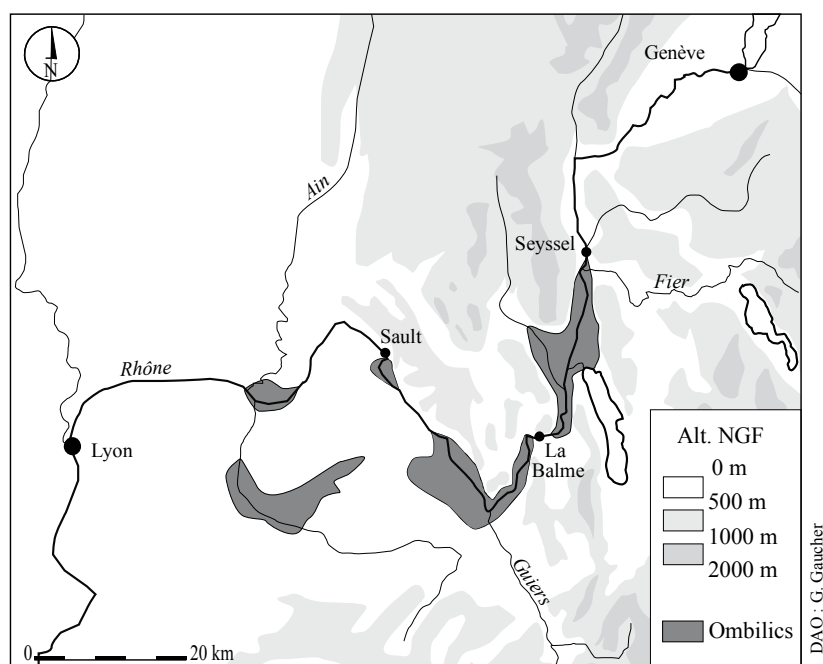 N
Genève
Ain
Seyssel
Fier
Sault
Rhône
Lyon
La
Balme
Guiers
Alt. NGF
0 m
500 m
1000 m
2000 m
Ombilics
0 20 km
DAO : G. Gaucher